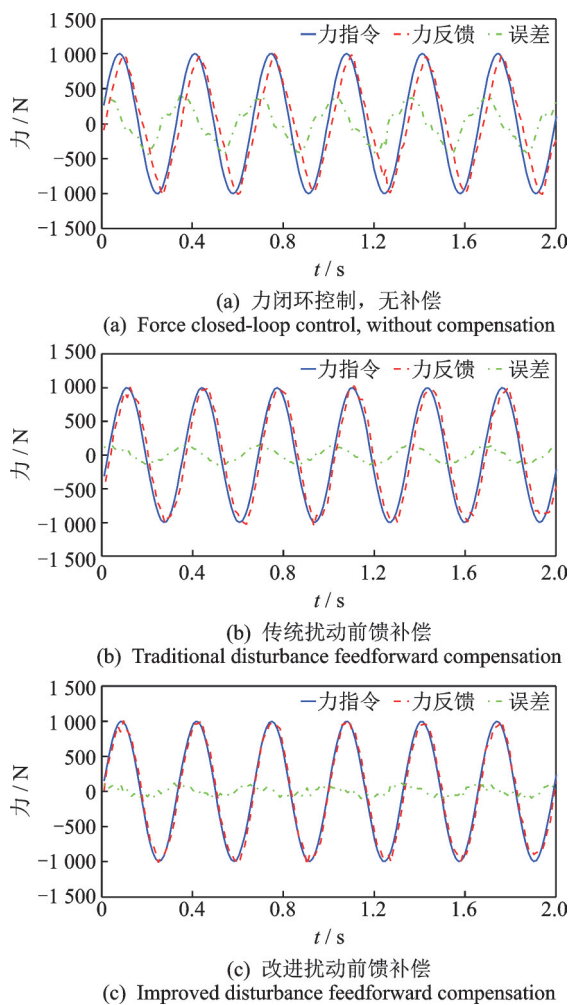 1 500
力指令 力反馈 误差
1 000
500
0
−500
−1 000
−1 500
力 / N
0 0.4 0.8 1.2 1.6 2.0
t / s
(a) 力闭环控制，无补偿
(a) Force closed-loop control, without compensation
1 500
力指令 力反馈 误差
1 000
500
0
−500
−1 000
−1 500
力 / N
0 0.4 0.8 1.2 1.6 2.0
t / s
(b) 传统扰动前馈补偿
(b) Traditional disturbance feedforward compensation
1 500
力指令 力反馈 误差
1 000
500
0
−500
−1 000
−1 500
力 / N
0 0.4 0.8 1.2 1.6 2.0
t / s
(c) 改进扰动前馈补偿
(c) Improved disturbance feedforward compensation